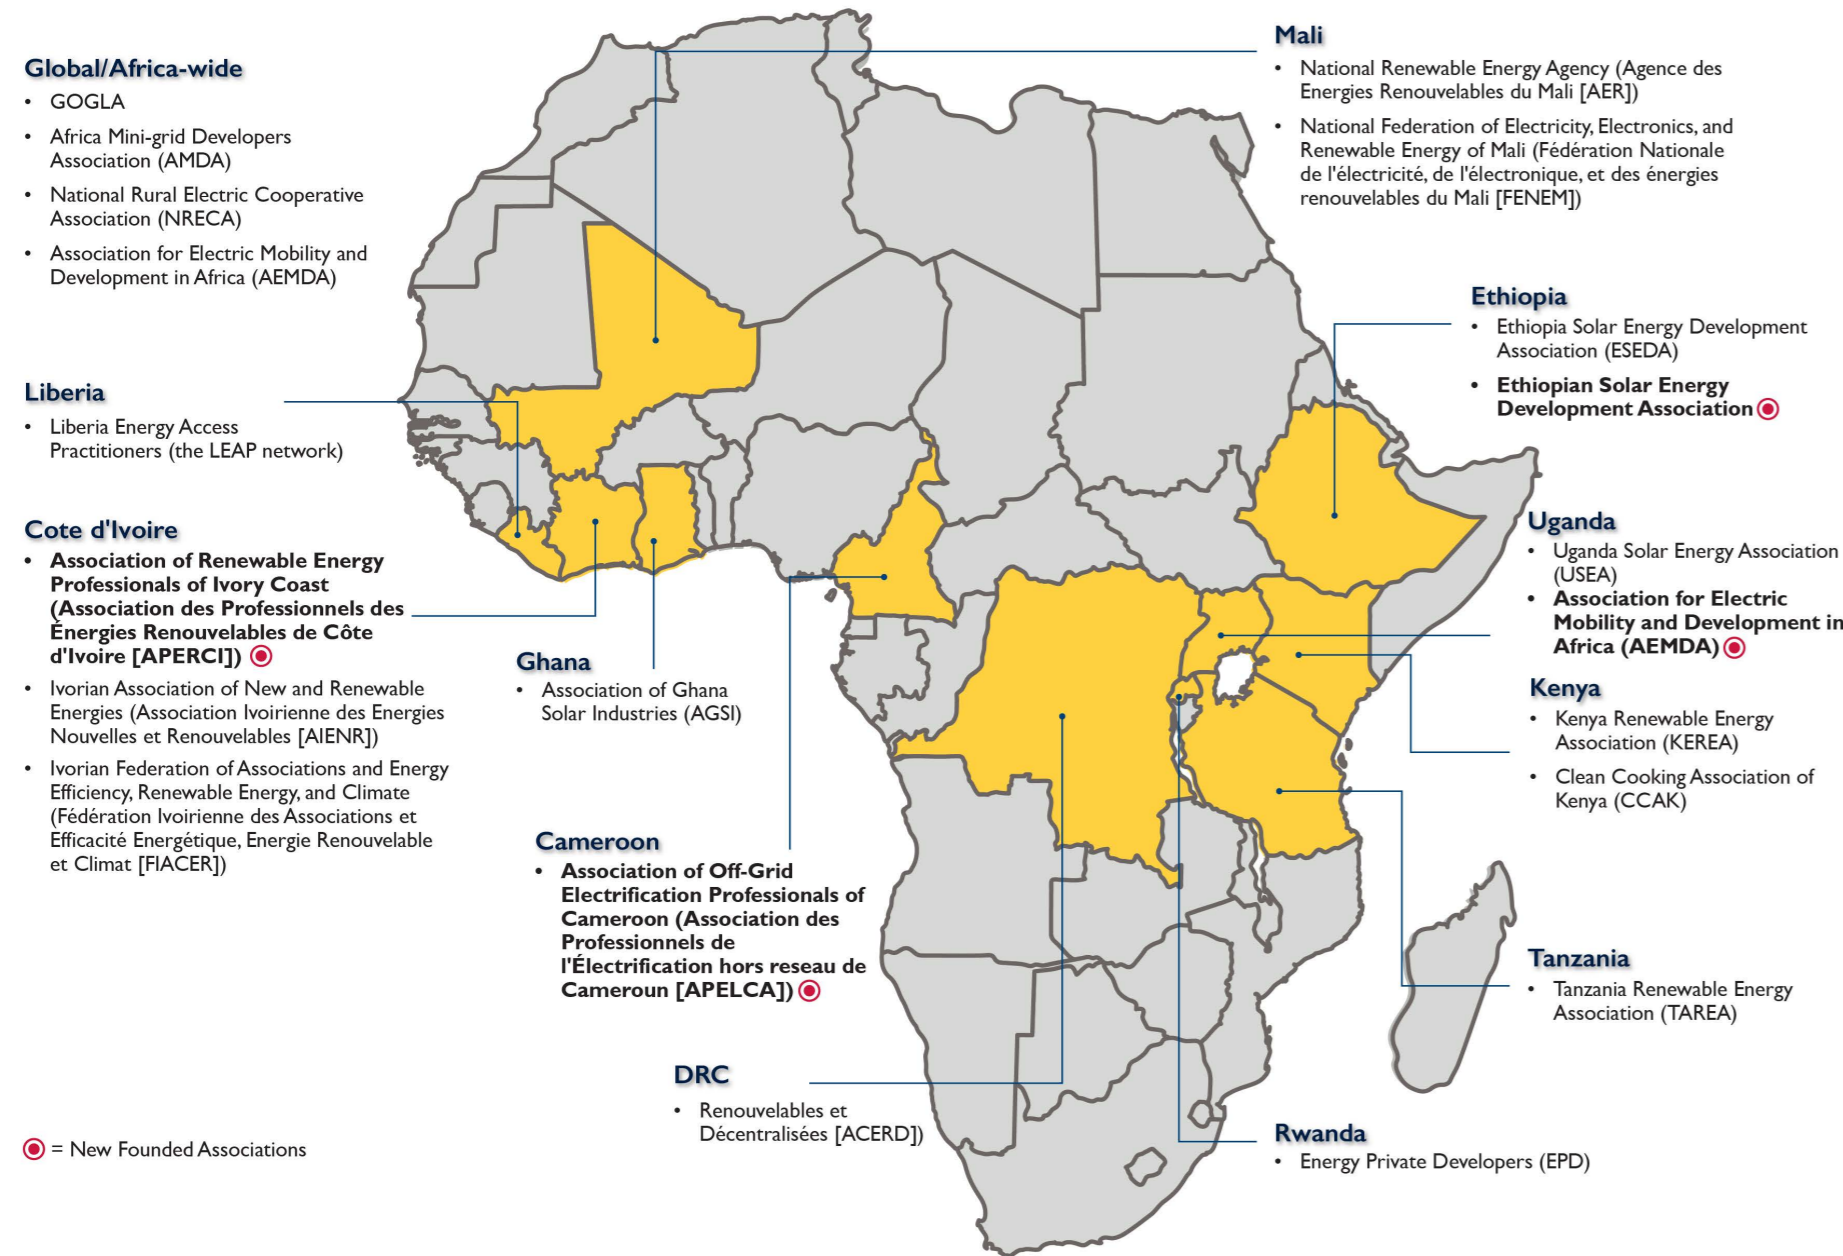 Global/Africa-wide
• GOGLA
• Africa Mini-grid Developers
Association (AMDA)
• National Rural Electric Cooperative
Association (NRECA)
• Association for Electric Mobility and
Development in Africa (AEMDA)
Liberia
• Liberia Energy Access
Practitioners (the LEAP network)
Cote d'Ivoire
• Association of Renewable Energy
Professionals of Ivory Coast
(Association des Professionnels des
Énergies Renouvelables de Côte
d'Ivoire [APERCI])
• Ivorian Association of New and Renewable
Energies (Association Ivoirienne des Energies
Nouvelles et Renouvelables [AIENR])
• Ivorian Federation of Associations and Energy
Efficiency, Renewable Energy, and Climate
(Fédération Ivoirienne des Associations et
Efficacité Energétique, Energie Renouvelable
et Climat [FIACER])
Ghana
• Association of Ghana
Solar Industries (AGSI)
Cameroon
• Association of Off-Grid
Electrification Professionals of
Cameroon (Association des
Professionnels de
l'Électrification hors reseau de
Cameroun [APELCA])
DRC
• Renouvelables et
Décentralisées [ACERD])
Mali
• National Renewable Energy Agency (Agence des
Energies Renouvelables du Mali [AER])
• National Federation of Electricity, Electronics, and
Renewable Energy of Mali (Fédération Nationale
de l'électricité, de l'électronique, et des énergies
renouvelables du Mali [FENEM])
Ethiopia
• Ethiopia Solar Energy Development
Association (ESEDA)
• Ethiopian Solar Energy
Development Association
Uganda
• Uganda Solar Energy Association
(USEA)
• Association for Electric
Mobility and Development in
Africa (AEMDA)
Kenya
• Kenya Renewable Energy
Association (KEREA)
• Clean Cooking Association of
Kenya (CCAK)
Tanzania
• Tanzania Renewable Energy
Association (TAREA)
Rwanda
• Energy Private Developers (EPD)
= New Founded Associations